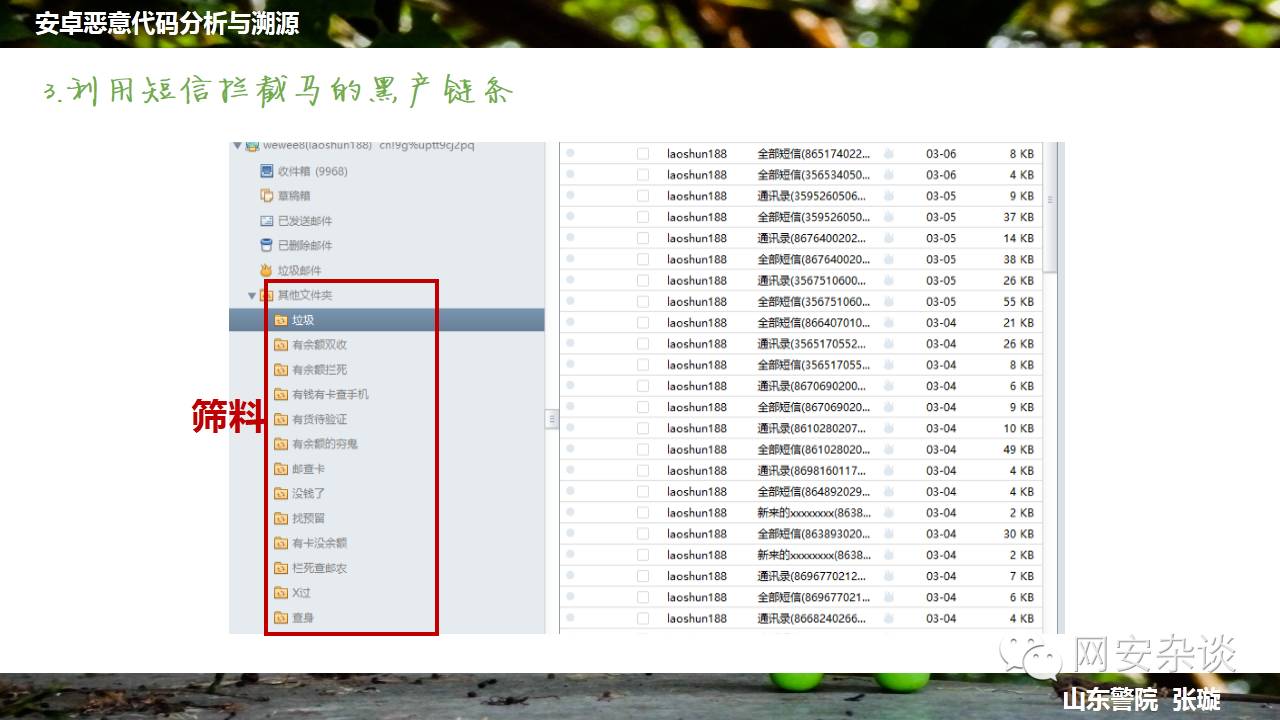 安卓恶意代码分析与溯源
3.利用短信拦截马的黑产链条
wewee8(laoshun188) cn!9g%uptt9cj2pq
收件箱 (9968)
草稿箱
已发送邮件
已删除邮件
垃圾邮件
其他文件夹
垃圾
有余额双收
有余额拦死
有钱有卡查手机
有货待验证
有余额的穷鬼
邮查卡
没钱了
找预留
有卡没余额
栏死查邮农
X过
查身
筛料
laoshun188 全部短信(865174022... 03-06 8 KB
laoshun188 全部短信(356534050... 03-06 4 KB
laoshun188 通讯录(3595260506... 03-05 9 KB
laoshun188 全部短信(359526050... 03-05 37 KB
laoshun188 通讯录(8676400202... 03-05 14 KB
laoshun188 全部短信(867640020... 03-05 38 KB
laoshun188 通讯录(3567510600... 03-05 26 KB
laoshun188 全部短信(356751060... 03-05 55 KB
laoshun188 全部短信(866407010... 03-04 21 KB
laoshun188 通讯录(3565170552... 03-04 26 KB
laoshun188 全部短信(356517055... 03-04 8 KB
laoshun188 通讯录(8670690200... 03-04 6 KB
laoshun188 全部短信(867069020... 03-04 9 KB
laoshun188 通讯录(8610280207... 03-04 10 KB
laoshun188 全部短信(861028020... 03-04 49 KB
laoshun188 通讯录(8698160117... 03-04 4 KB
laoshun188 全部短信(864892029... 03-04 4 KB
laoshun188 新来的xxxxxxxx(8638... 03-04 2 KB
laoshun188 全部短信(863893020... 03-04 30 KB
laoshun188 新来的xxxxxxxx(8638... 03-04 2 KB
laoshun188 通讯录(8696770212... 03-04 7 KB
laoshun188 全部短信(869677021... 03-04 6 KB
laoshun188 通讯录(8668240266... 03-04 4 KB
网安杂谈
山东警院 张璇